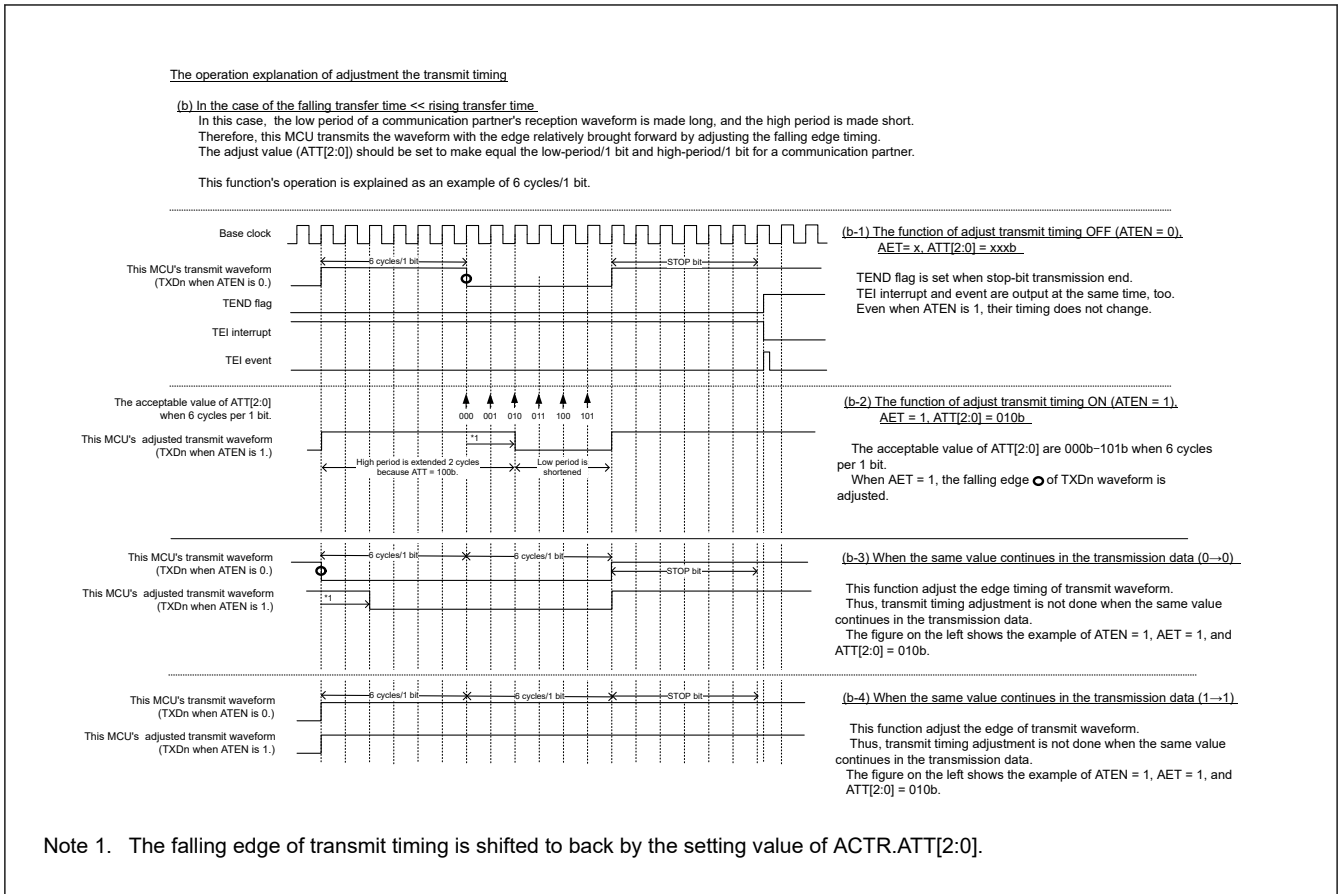 The operation explanation of adjustment the transmit timing
(b) In the case of the falling transfer time << rising transfer time
In this case, the low period of a communication partner's reception waveform is made long, and the high period is made short.
Therefore, this MCU transmits the waveform with the edge relatively brought forward by adjusting the falling edge timing.
The adjust value (ATT[2:0]) should be set to make equal the low-period/1 bit and high-period/1 bit for a communication partner.
This function's operation is explained as an example of 6 cycles/1 bit.
Base clock
This MCU's transmit waveform
(TXDn when ATEN is 0.)
6 cycles/1 bit
STOP bit
TEND flag
TEI interrupt
TEI event
(b-1) The function of adjust transmit timing OFF (ATEN = 0),
AET= x, ATT[2:0] = xxxb
TEND flag is set when stop-bit transmission end.
TEI interrupt and event are output at the same time, too.
Even when ATEN is 1, their timing does not change.
The acceptable value of ATT[2:0]
when 6 cycles per 1 bit.
000 001 010 011 100 101
This MCU's adjusted transmit waveform
(TXDn when ATEN is 1.)
*1
High period is extended 2 cycles
because ATT = 100b.
Low period is
shortened
(b-2) The function of adjust transmit timing ON (ATEN = 1),
AET = 1, ATT[2:0] = 010b
The acceptable value of ATT[2:0] are 000b−101b when 6 cycles
per 1 bit.
When AET = 1, the falling edge of TXDn waveform is
adjusted.
This MCU's transmit waveform
(TXDn when ATEN is 0.)
6 cycles/1 bit
6 cycles/1 bit
STOP bit
This MCU's adjusted transmit waveform
(TXDn when ATEN is 1.)
*1
(b-3) When the same value continues in the transmission data (0→0)
This function adjust the edge timing of transmit waveform.
Thus, transmit timing adjustment is not done when the same value
continues in the transmission data.
The figure on the left shows the example of ATEN = 1, AET = 1, and
ATT[2:0] = 010b.
This MCU's transmit waveform
(TXDn when ATEN is 0.)
6 cycles/1 bit
6 cycles/1 bit
STOP bit
This MCU's adjusted transmit waveform
(TXDn when ATEN is 1.)
(b-4) When the same value continues in the transmission data (1→1)
This function adjust the edge of transmit waveform.
Thus, transmit timing adjustment is not done when the same value
continues in the transmission data.
The figure on the left shows the example of ATEN = 1, AET = 1, and
ATT[2:0] = 010b.
Note 1. The falling edge of transmit timing is shifted to back by the setting value of ACTR.ATT[2:0].